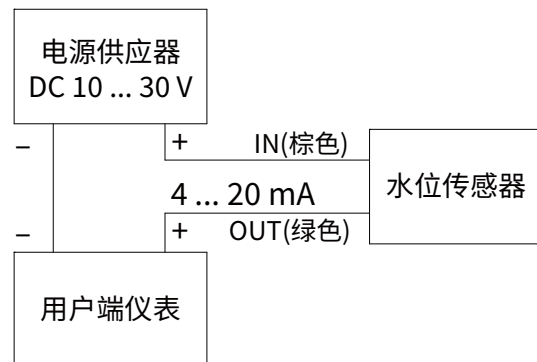 电源供应器
DC 10 ... 30 V
− + IN(棕色)
4 ... 20 mA
水位传感器
− + OUT(绿色)
用户端仪表